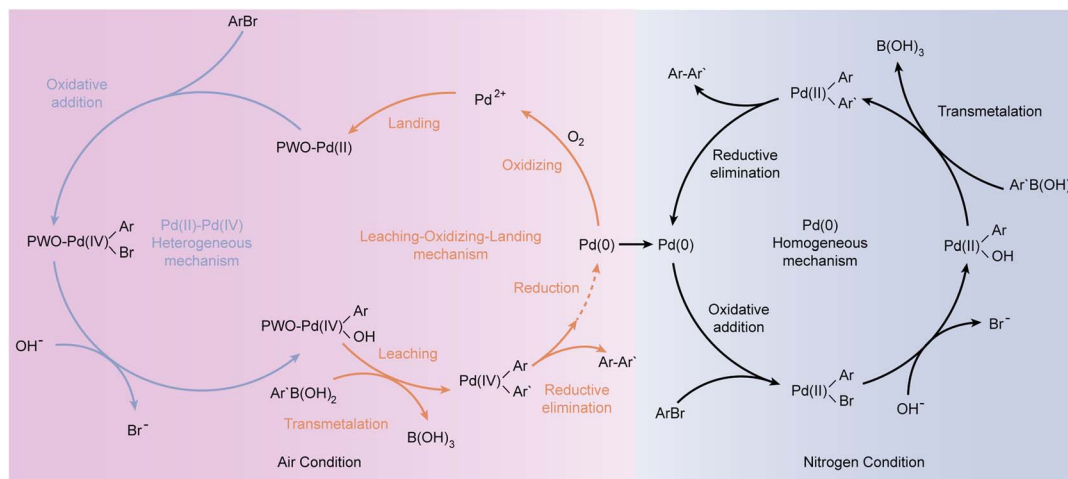 ArBr
Oxidative
addition
PWO-Pd(II)
Landing
Pd2+
O2
Oxidizing
PWO-Pd(IV)
Ar
Br
Pd(II)-Pd(IV)
Heterogeneous
mechanism
Leaching-Oxidizing-Landing
mechanism
Pd(0)
Reduction
PWO-Pd(IV)
Ar
OH
Leaching
OH-
Br-
Ar`B(OH)2
Transmetalation
B(OH)3
Pd(IV)
Ar
Ar`
Ar-Ar`
Reductive
elimination
Air Condition
Ar-Ar`
Pd(II)
Ar
Ar`
B(OH)3
Transmetalation
Reductive
elimination
Ar`B(OH)
Pd(0)
Pd(0)
Homogeneous
mechanism
Pd(II)
Ar
OH
Oxidative
addition
Br-
ArBr
Pd(II)
Ar
Br
OH-
Nitrogen Condition